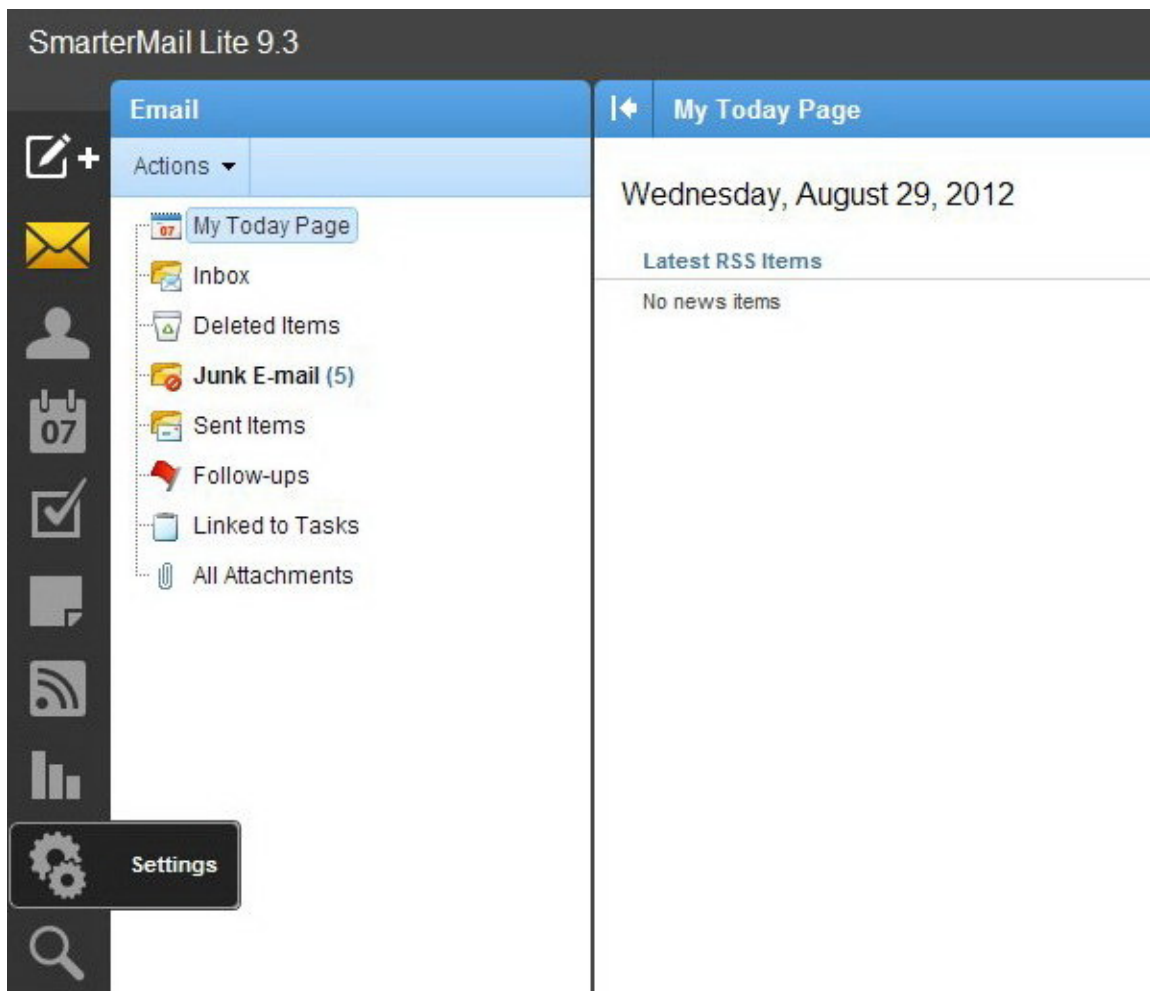 SmarterMail Lite 9.3
Email
Actions
My Today Page
Inbox
Deleted Items
Junk E-mail (5)
Sent Items
Follow-ups
Linked to Tasks
All Attachments
07
07
Settings
My Today Page
Wednesday, August 29, 2012
Latest RSS Items
No news items